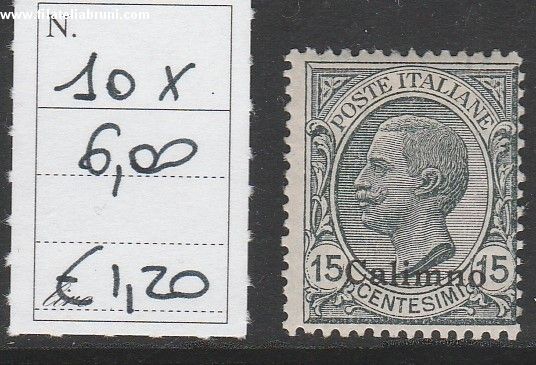 www.filateliabruni.com
N.
10 x
6,00
€ 1,20
POSTE ITALIANE
15 Calimno 15
CENTESIMI